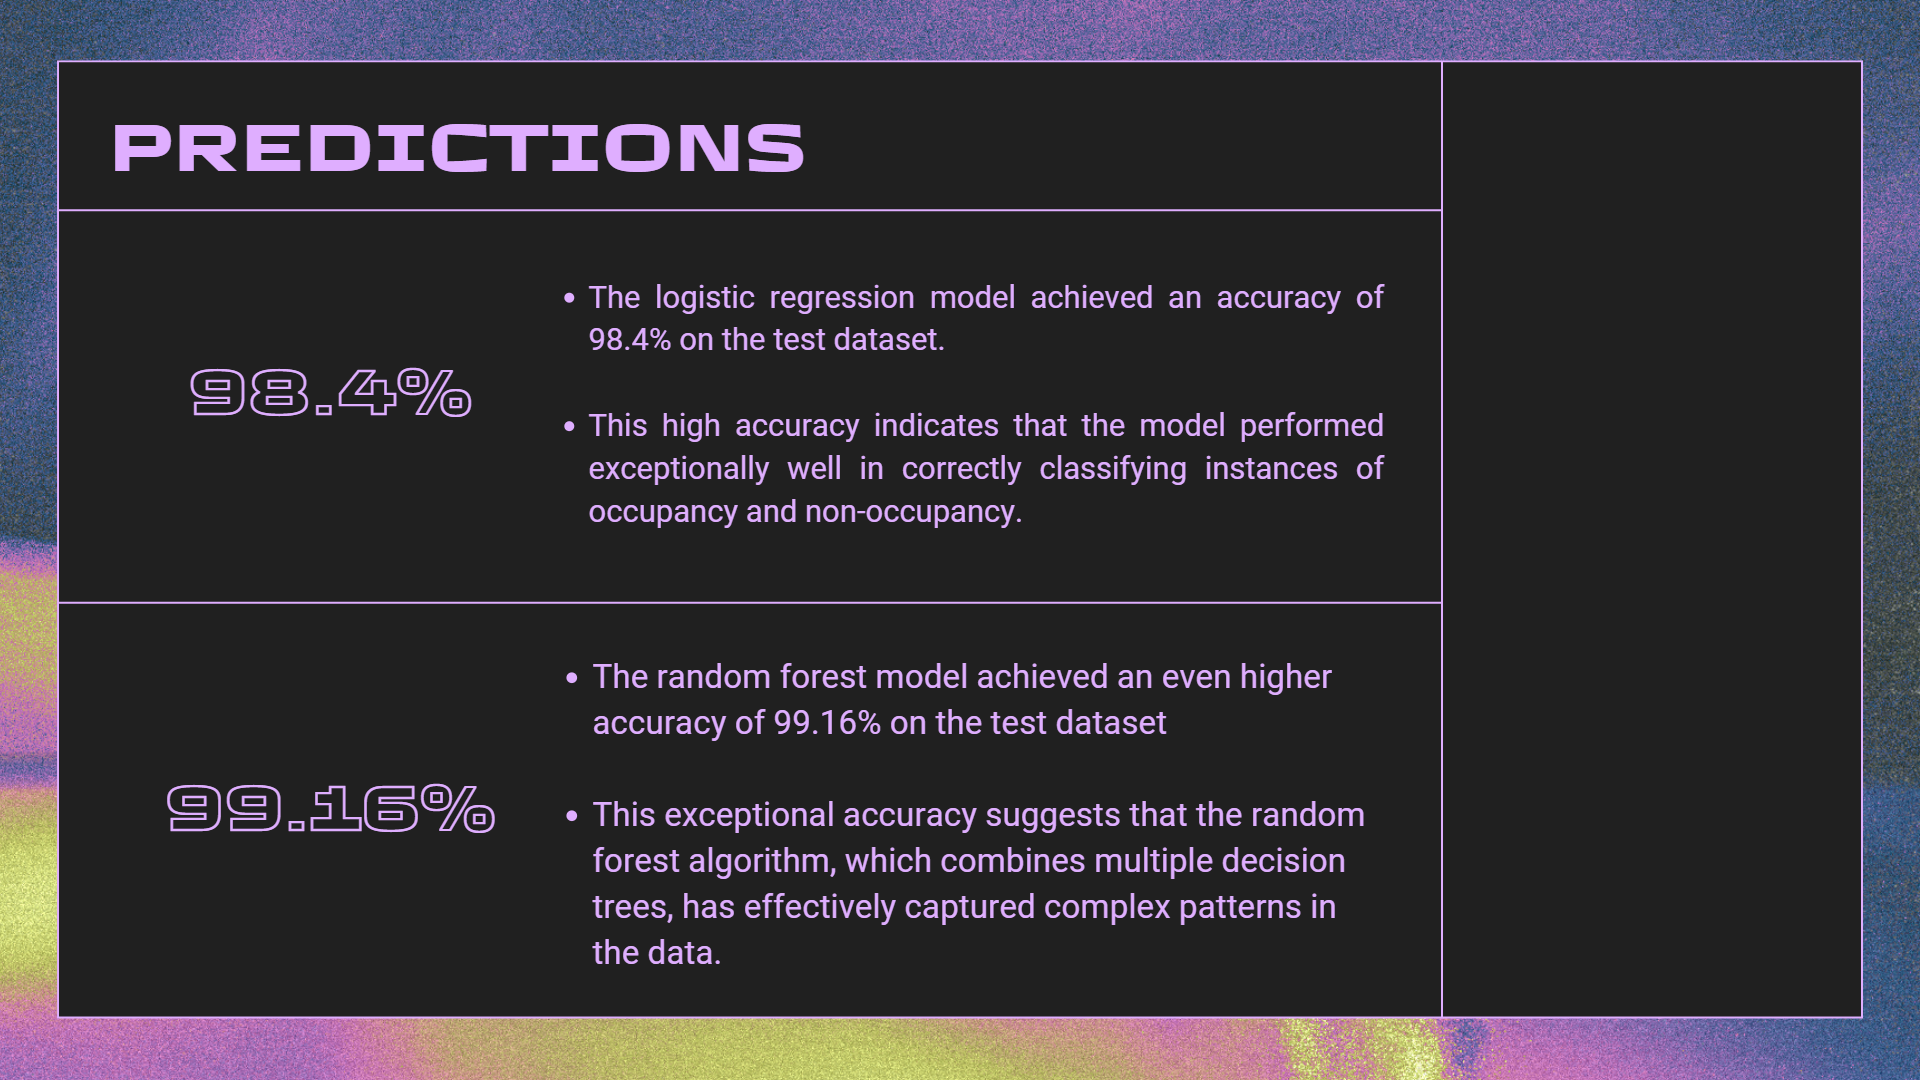 PREDICTIONS
98.4%
• The logistic regression model achieved an accuracy of
98.4% on the test dataset.
• This high accuracy indicates that the model performed
exceptionally well in correctly classifying instances of
occupancy and non-occupancy.
99.16%
• The random forest model achieved an even higher
accuracy of 99.16% on the test dataset
• This exceptional accuracy suggests that the random
forest algorithm, which combines multiple decision
trees, has effectively captured complex patterns in
the data.